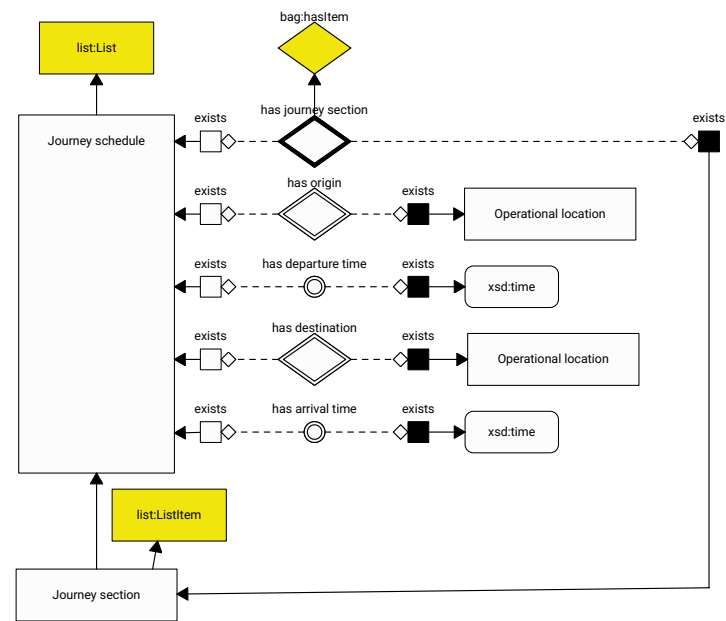 bag:hasItem
list:List
has journey section
exists
exists
Journey schedule
has origin
exists
exists
Operational location
has departure time
exists
exists
xsd:time
has destination
exists
exists
Operational location
has arrival time
exists
exists
xsd:time
list:ListItem
Journey section